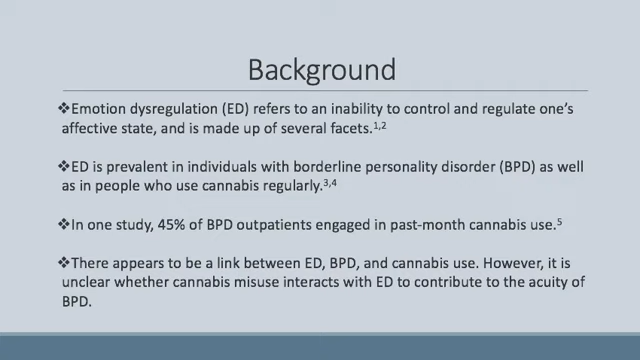 Background
❖Emotion dysregulation (ED) refers to an inability to control and regulate one's
affective state, and is made up of several facets.1,2
❖ED is prevalent in individuals with borderline personality disorder (BPD) as well
as in people who use cannabis regularly.3,4
❖In one study, 45% of BPD outpatients engaged in past-month cannabis use.5
❖There appears to be a link between ED, BPD, and cannabis use. However, it is
unclear whether cannabis misuse interacts with ED to contribute to the acuity of
BPD.